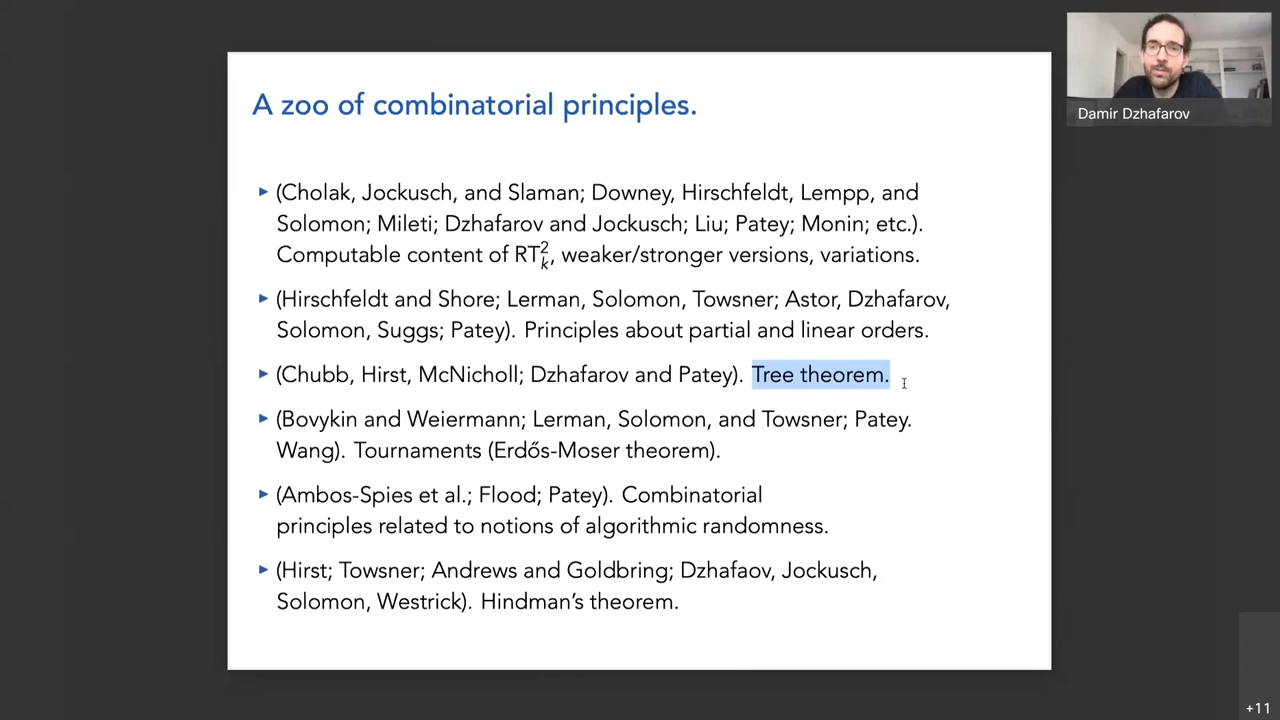 A zoo of combinatorial principles.
Damir Dzhafarov
▶ (Cholak, Jockusch, and Slaman; Downey, Hirschfeldt, Lempp, and
Solomon; Mileti; Dzhafarov and Jockusch; Liu; Patey; Monin; etc.).
Computable content of RT²ₖ, weaker/stronger versions, variations.
▶ (Hirschfeldt and Shore; Lerman, Solomon, Towsner; Astor, Dzhafarov,
Solomon, Suggs; Patey). Principles about partial and linear orders.
▶ (Chubb, Hirst, McNicholl; Dzhafarov and Patey). Tree theorem.
▶ (Bovykin and Weiermann; Lerman, Solomon, and Towsner; Patey.
Wang). Tournaments (Erdős-Moser theorem).
▶ (Ambos-Spies et al.; Flood; Patey). Combinatorial
principles related to notions of algorithmic randomness.
▶ (Hirst; Towsner; Andrews and Goldbring; Dzhafaov, Jockusch,
Solomon, Westrick). Hindman's theorem.
+11